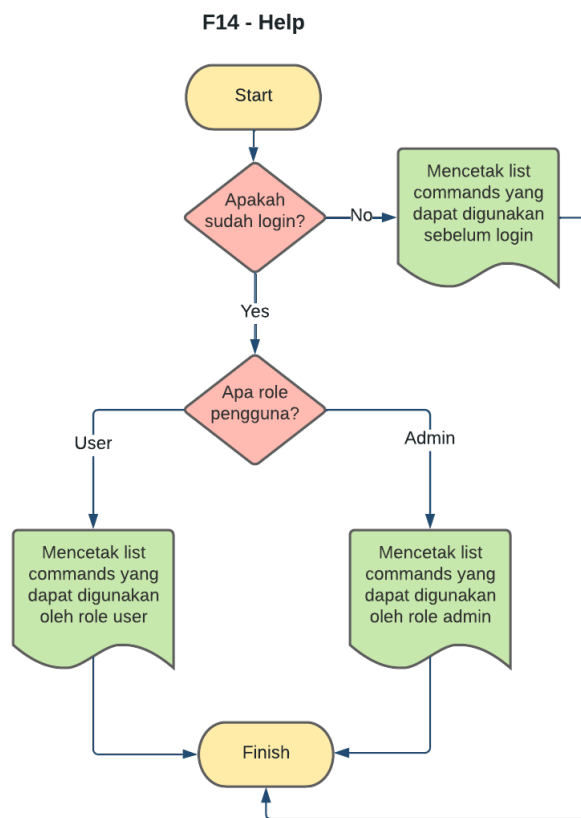 F14 - Help
Start
Apakah
sudah login?
No
Mencetak list
commands yang
dapat digunakan
sebelum login
Yes
Apa role
pengguna?
User
Admin
Mencetak list
commands yang
dapat digunakan
oleh role user
Mencetak list
commands yang
dapat digunakan
oleh role admin
Finish